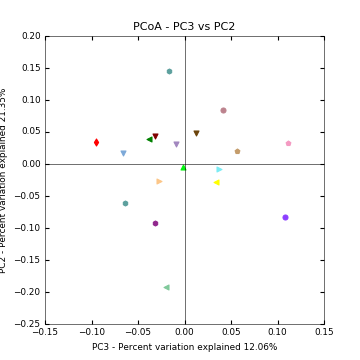 PCoA - PC3 vs PC2
PC2 - Percent variation explained 21.35%
0.20
0.15
0.10
0.05
0.00
−0.05
−0.10
−0.15
−0.20
−0.25
−0.15 −0.10 −0.05 0.00 0.05 0.10 0.15
PC3 - Percent variation explained 12.06%